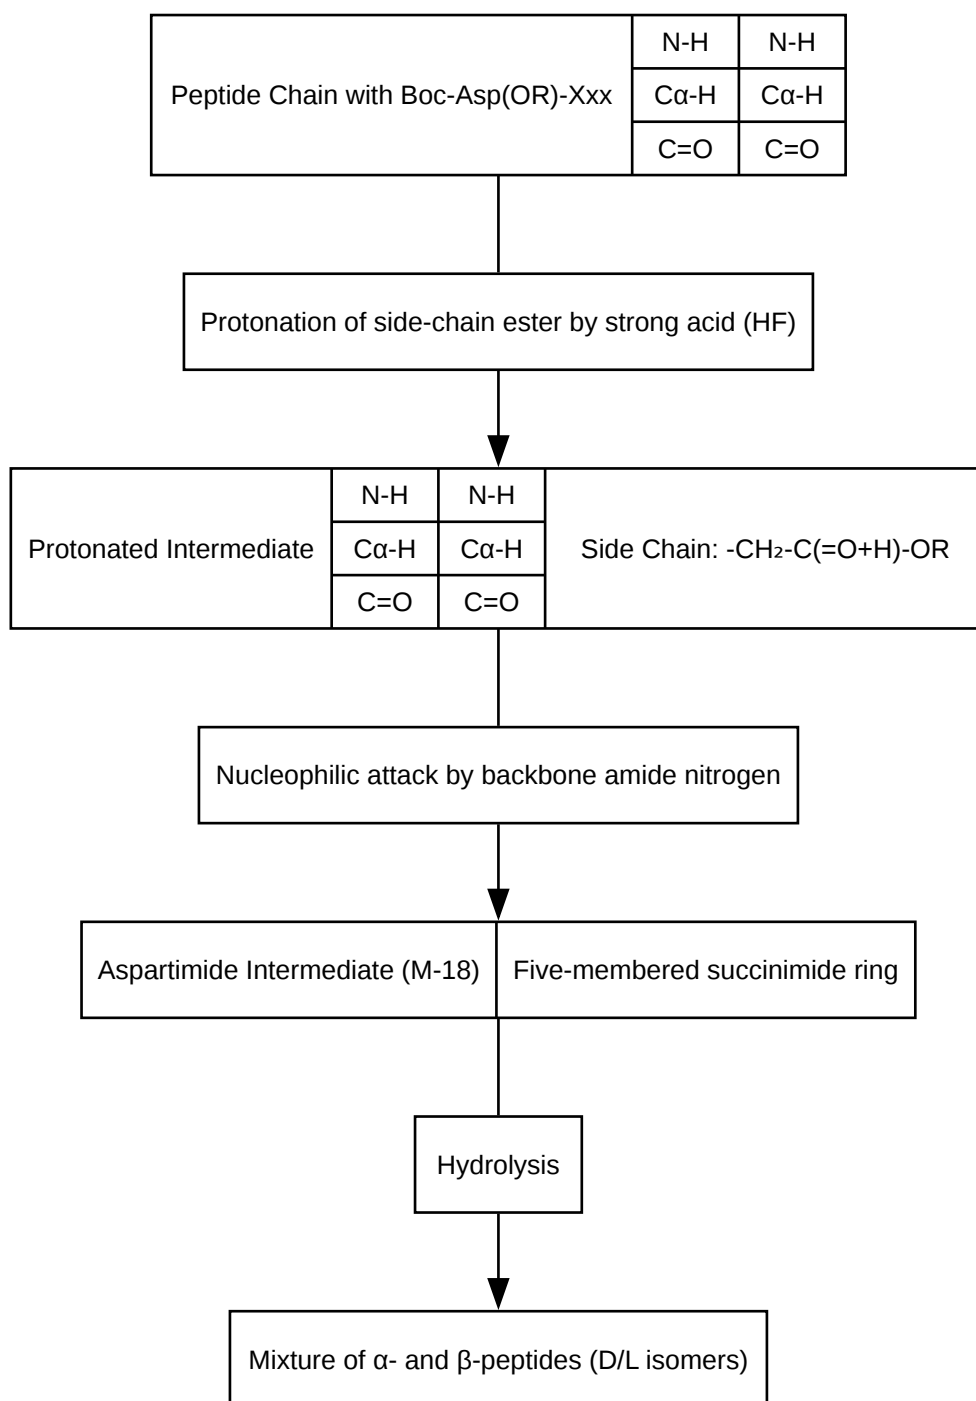 Peptide Chain with Boc-Asp(OR)-Xxx
N-H N-H
Cα-H Cα-H
C=O C=O
Protonation of side-chain ester by strong acid (HF)
Protonated Intermediate
N-H N-H
Cα-H Cα-H
C=O C=O
Side Chain: -CH₂-C(=O+H)-OR
Nucleophilic attack by backbone amide nitrogen
Aspartimide Intermediate (M-18) Five-membered succinimide ring
Hydrolysis
Mixture of α- and β-peptides (D/L isomers)